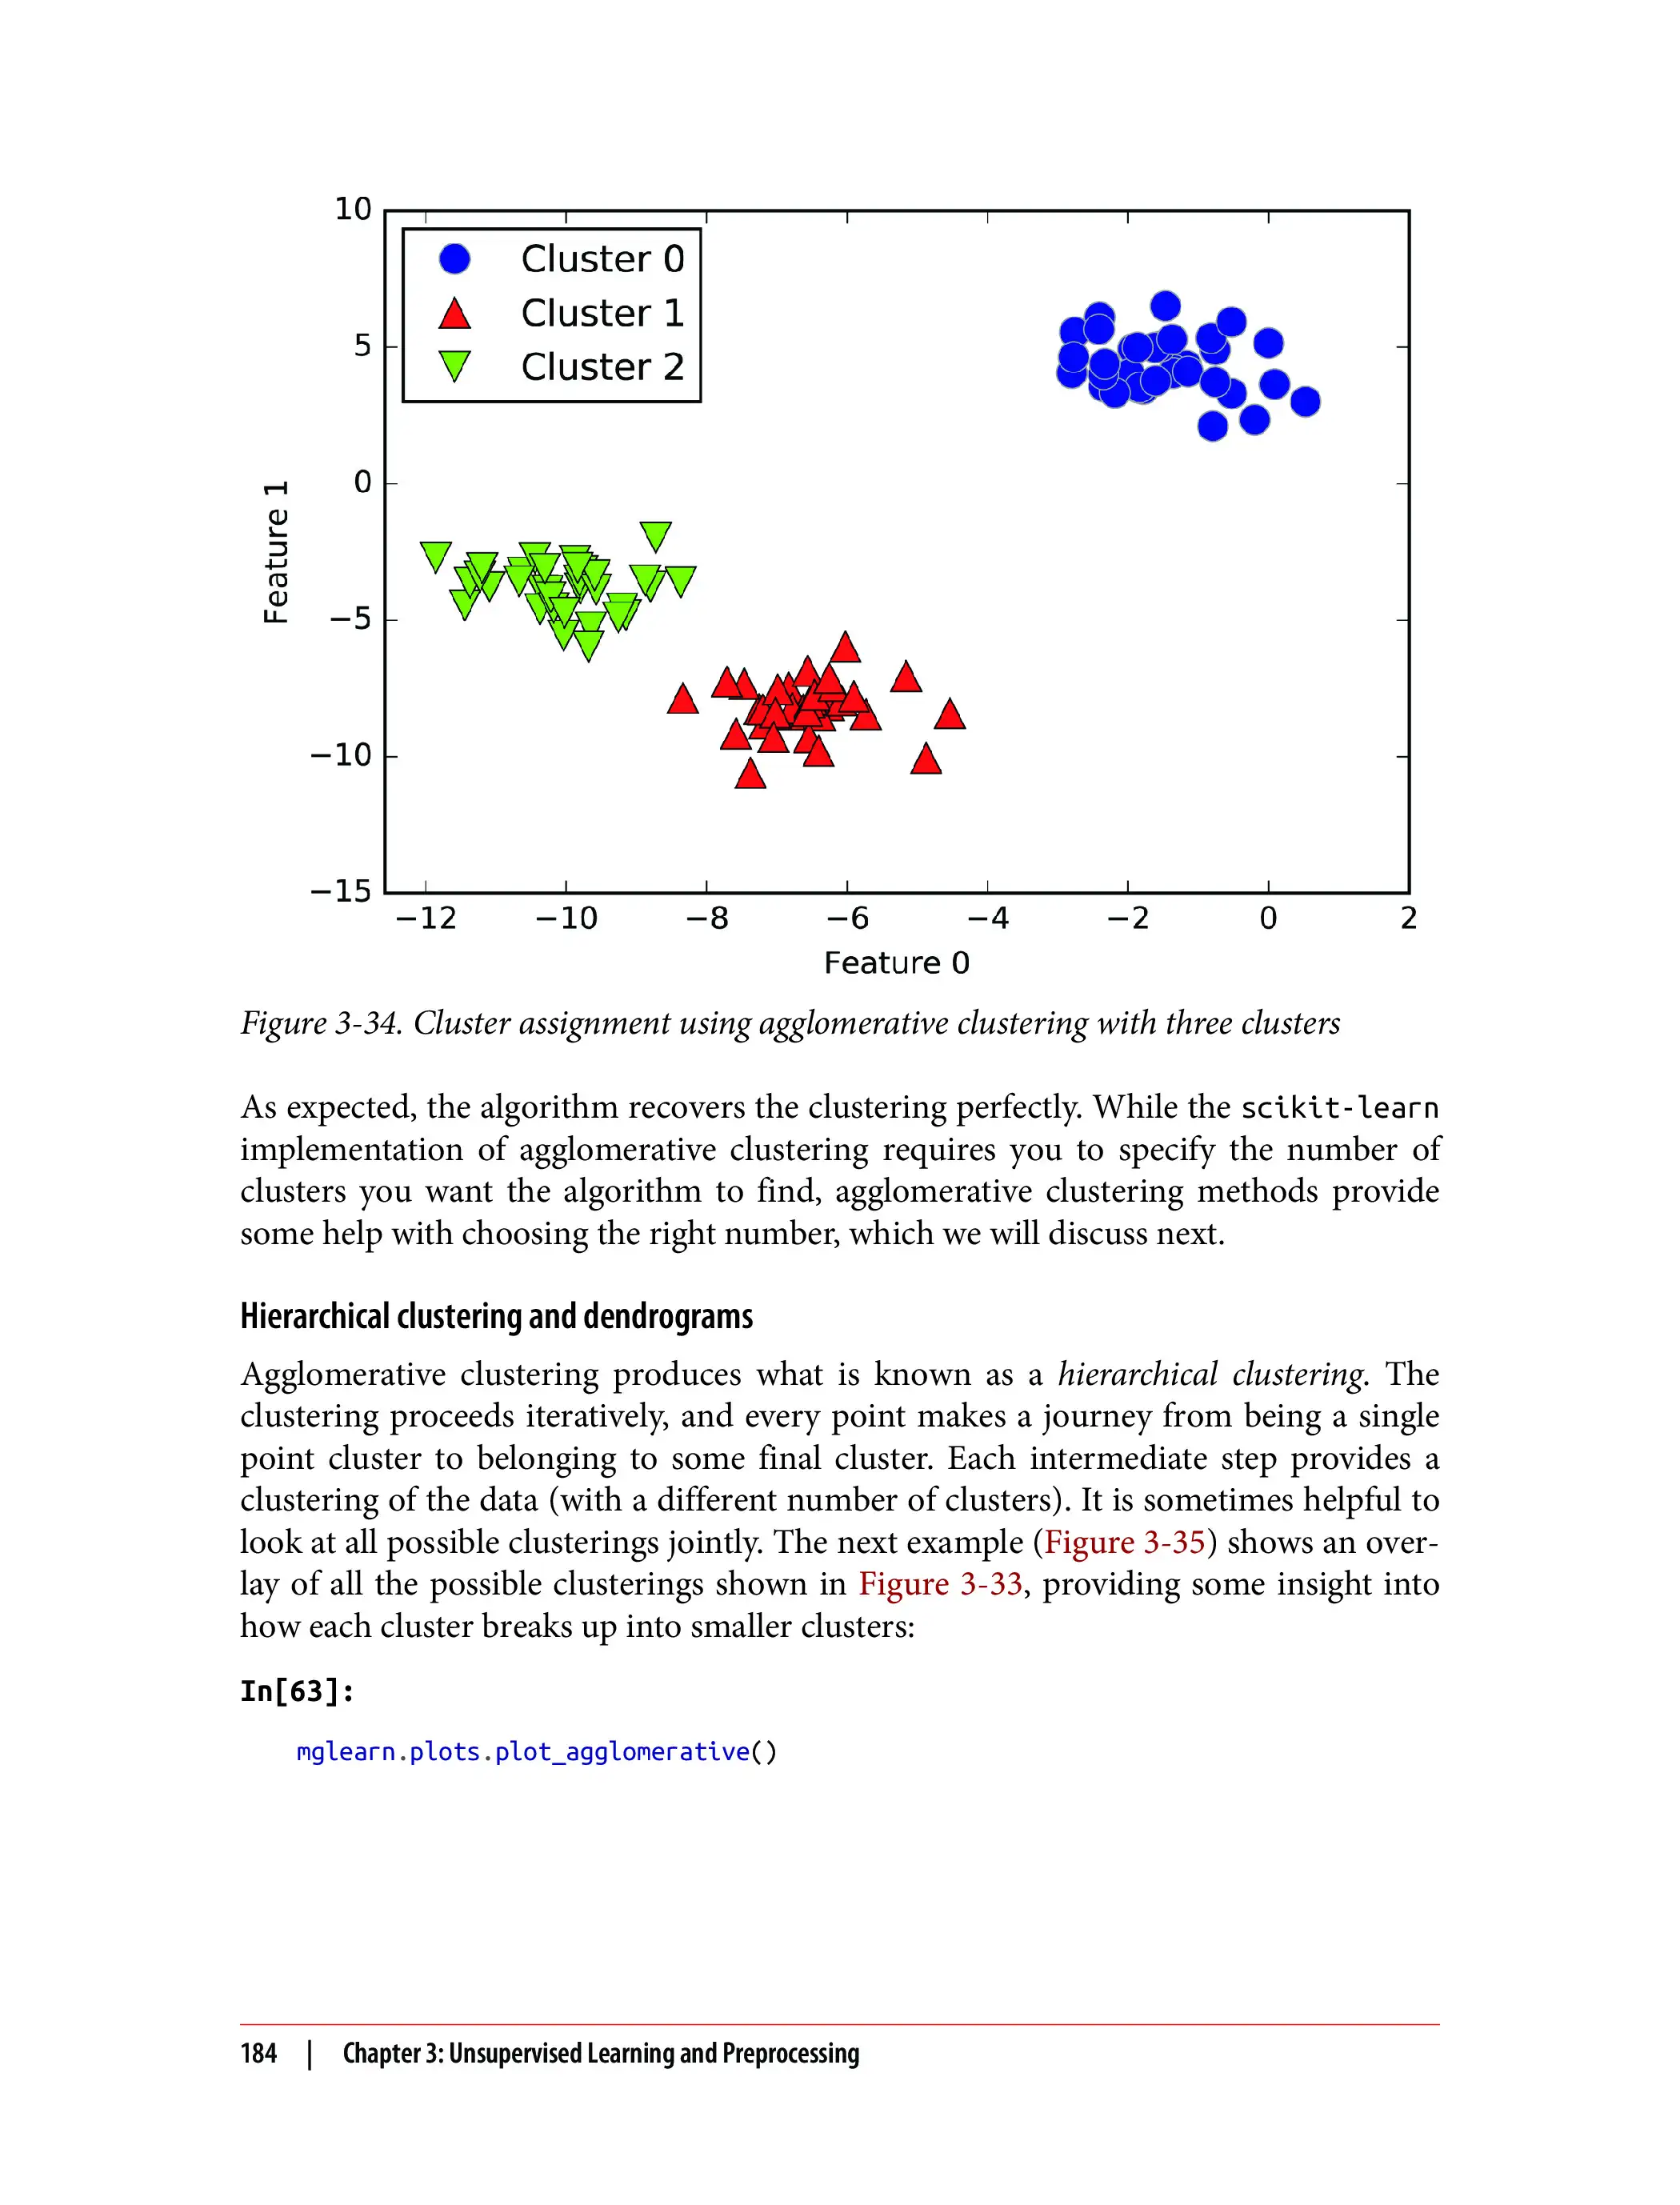 10
5
0
−5
−10
−15
Cluster 0
Cluster 1
Cluster 2
Feature 1
−12 −10 −8 −6 −4 −2 0 2
Feature 0
Figure 3-34. Cluster assignment using agglomerative clustering with three clusters
As expected, the algorithm recovers the clustering perfectly. While the scikit-learn
implementation of agglomerative clustering requires you to specify the number of
clusters you want the algorithm to find, agglomerative clustering methods provide
some help with choosing the right number, which we will discuss next.
Hierarchical clustering and dendrograms
Agglomerative clustering produces what is known as a hierarchical clustering. The
clustering proceeds iteratively, and every point makes a journey from being a single
point cluster to belonging to some final cluster. Each intermediate step provides a
clustering of the data (with a different number of clusters). It is sometimes helpful to
look at all possible clusterings jointly. The next example (Figure 3-35) shows an over-
lay of all the possible clusterings shown in Figure 3-33, providing some insight into
how each cluster breaks up into smaller clusters:
In[63]:
mglearn.plots.plot_agglomerative()
184 | Chapter 3: Unsupervised Learning and Preprocessing